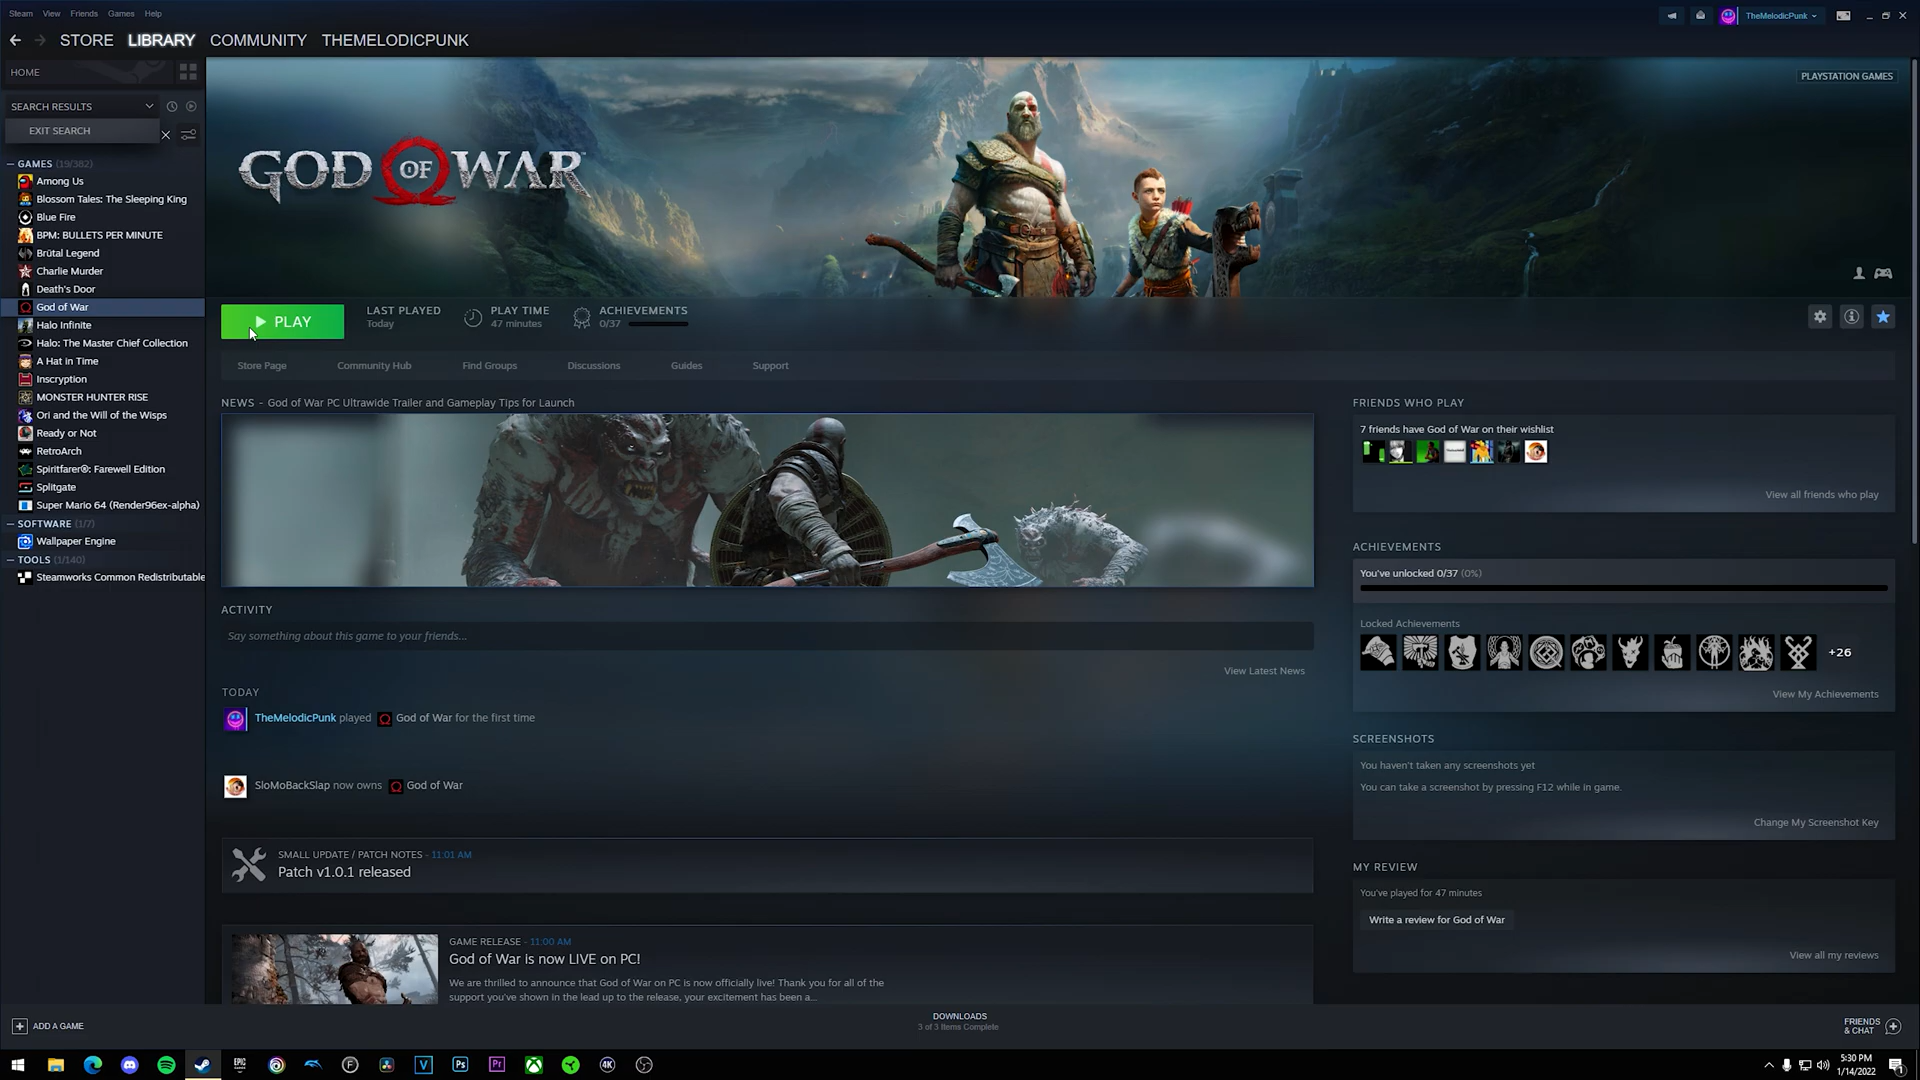 Steam View Friends Games Help
TheMelodicPunk
STORE LIBRARY COMMUNITY THEMELODICPUNK
HOME
SEARCH RESULTS
EXIT SEARCH
GAMES (19/382)
Among Us
Blossom Tales: The Sleeping King
Blue Fire
BPM: BULLETS PER MINUTE
Brütal Legend
Charlie Murder
Death's Door
God of War
Halo Infinite
Halo: The Master Chief Collection
A Hat in Time
Inscryption
MONSTER HUNTER RISE
Ori and the Will of the Wisps
Ready or Not
RetroArch
Spiritfarer®: Farewell Edition
Splitgate
Super Mario 64 (Render96ex-alpha)
SOFTWARE (1/7)
Wallpaper Engine
TOOLS (1/140)
Steamworks Common Redistributable
PLAYSTATION GAMES
GOD OF WAR
PLAY
LAST PLAYED
Today
PLAY TIME
47 minutes
ACHIEVEMENTS
0/37
Store Page Community Hub Find Groups Discussions Guides Support
NEWS - God of War PC Ultrawide Trailer and Gameplay Tips for Launch
ACTIVITY
Say something about this game to your friends...
View Latest News
TODAY
TheMelodicPunk played God of War for the first time
SloMoBackSlap now owns God of War
SMALL UPDATE / PATCH NOTES - 11:01 AM
Patch v1.0.1 released
GAME RELEASE - 11:00 AM
God of War is now LIVE on PC!
We are thrilled to announce that God of War on PC is now officially live! Thank you for all of the
support you've shown in the lead up to the release, your excitement has been a...
FRIENDS WHO PLAY
7 friends have God of War on their wishlist
View all friends who play
ACHIEVEMENTS
You've unlocked 0/37 (0%)
Locked Achievements
+26
View My Achievements
SCREENSHOTS
You haven't taken any screenshots yet
You can take a screenshot by pressing F12 while in game.
Change My Screenshot Key
MY REVIEW
You've played for 47 minutes
Write a review for God of War
View all my reviews
ADD A GAME
DOWNLOADS
3 of 3 Items Complete
FRIENDS
& CHAT
EPIC
F
V
Ps
Pr
4K
5:30 PM
1/14/2022
1